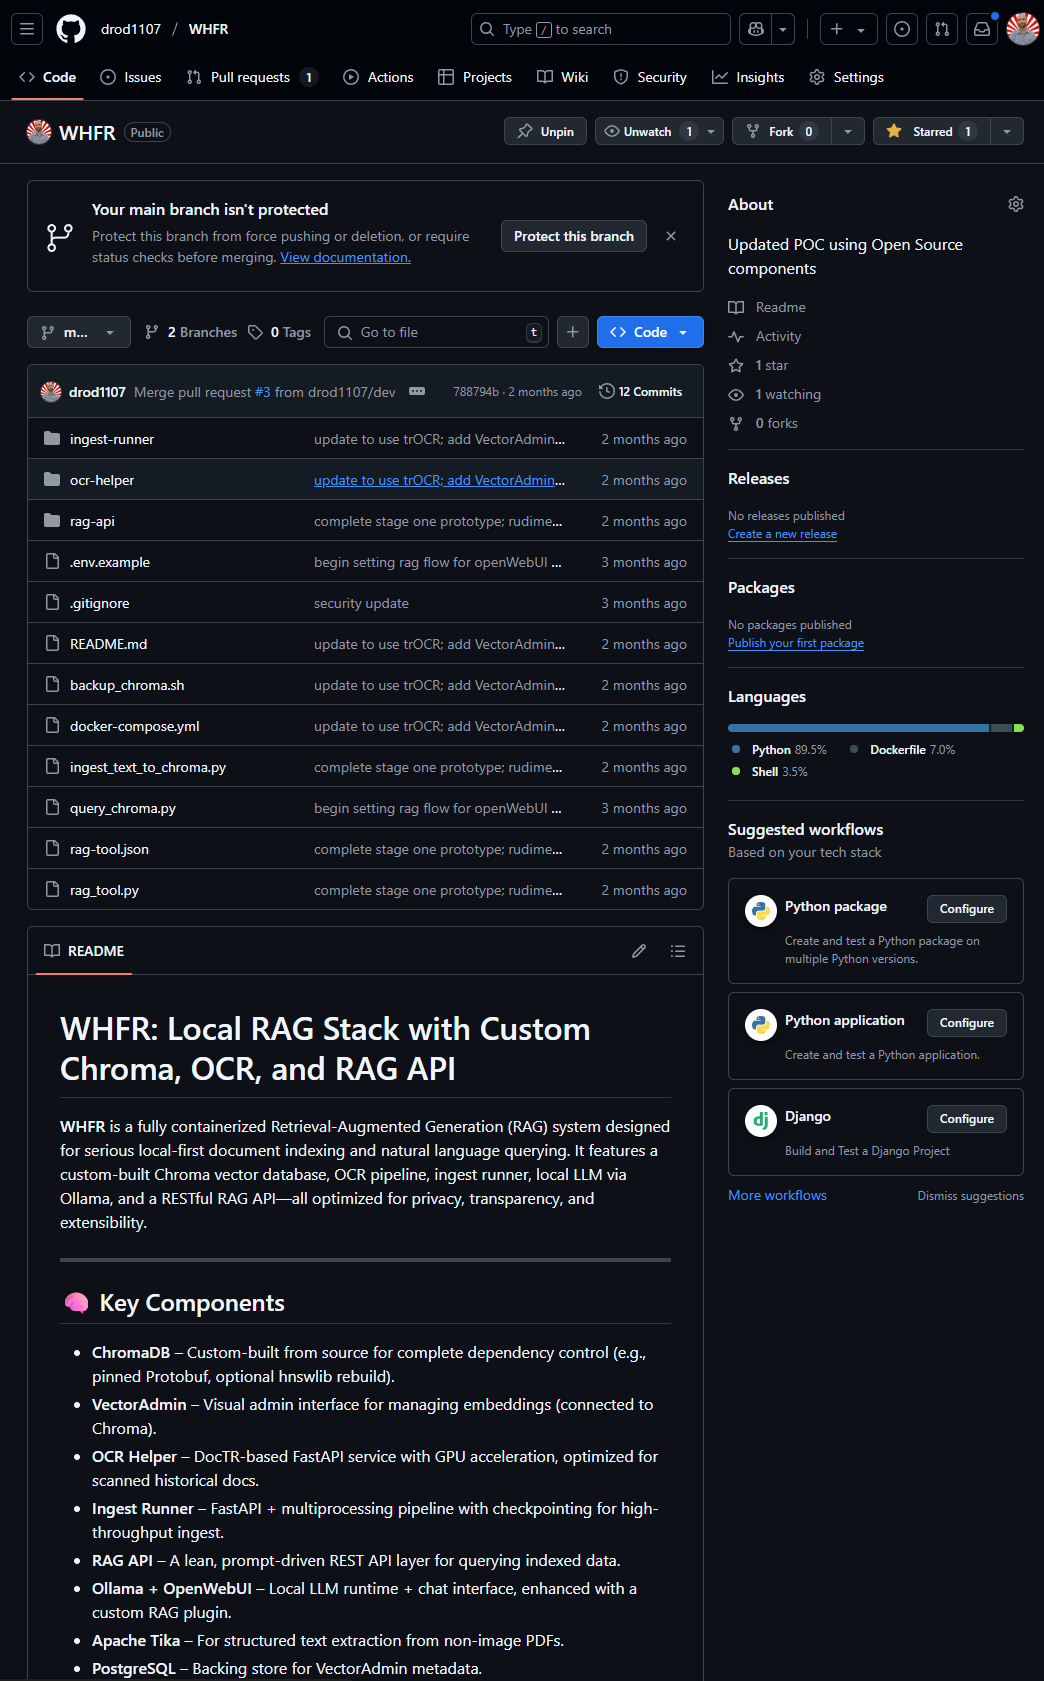 drod1107 / WHFR
Type / to search
Code
Issues
Pull requests 1
Actions
Projects
Wiki
Security
Insights
Settings
WHFR Public
Unpin
Unwatch 1
Fork 0
Starred 1
Your main branch isn't protected
Protect this branch from force pushing or deletion, or require
status checks before merging. View documentation.
Protect this branch
m...
2 Branches
0 Tags
Go to file t
Code
drod1107 Merge pull request #3 from drod1107/dev 788794b · 2 months ago 12 Commits
ingest-runner update to use trOCR; add VectorAdmin... 2 months ago
ocr-helper update to use trOCR; add VectorAdmin... 2 months ago
rag-api complete stage one prototype; rudime... 2 months ago
.env.example begin setting rag flow for openWebUI ... 3 months ago
.gitignore security update 3 months ago
README.md update to use trOCR; add VectorAdmin... 2 months ago
backup_chroma.sh update to use trOCR; add VectorAdmin... 2 months ago
docker-compose.yml update to use trOCR; add VectorAdmin... 2 months ago
ingest_text_to_chroma.py complete stage one prototype; rudime... 2 months ago
query_chroma.py begin setting rag flow for openWebUI ... 3 months ago
rag-tool.json complete stage one prototype; rudime... 2 months ago
rag_tool.py complete stage one prototype; rudime... 2 months ago
README
WHFR: Local RAG Stack with Custom
Chroma, OCR, and RAG API
WHFR is a fully containerized Retrieval-Augmented Generation (RAG) system designed
for serious local-first document indexing and natural language querying. It features a
custom-built Chroma vector database, OCR pipeline, ingest runner, local LLM via
Ollama, and a RESTful RAG API—all optimized for privacy, transparency, and
extensibility.
🧠 Key Components
• ChromaDB – Custom-built from source for complete dependency control (e.g.,
pinned Protobuf, optional hnswlib rebuild).
• VectorAdmin – Visual admin interface for managing embeddings (connected to
Chroma).
• OCR Helper – DocTR-based FastAPI service with GPU acceleration, optimized for
scanned historical docs.
• Ingest Runner – FastAPI + multiprocessing pipeline with checkpointing for high-
throughput ingest.
• RAG API – A lean, prompt-driven REST API layer for querying indexed data.
• Ollama + OpenWebUI – Local LLM runtime + chat interface, enhanced with a
custom RAG plugin.
• Apache Tika – For structured text extraction from non-image PDFs.
• PostgreSQL – Backing store for VectorAdmin metadata.
About
Updated POC using Open Source
components
Readme
Activity
1 star
1 watching
0 forks
Releases
No releases published
Create a new release
Packages
No packages published
Publish your first package
Languages
Python 89.5% Dockerfile 7.0%
Shell 3.5%
Suggested workflows
Based on your tech stack
Python package Configure
Create and test a Python package on
multiple Python versions.
Python application Configure
Create and test a Python application.
dj Django Configure
Build and Test a Django Project
More workflows Dismiss suggestions